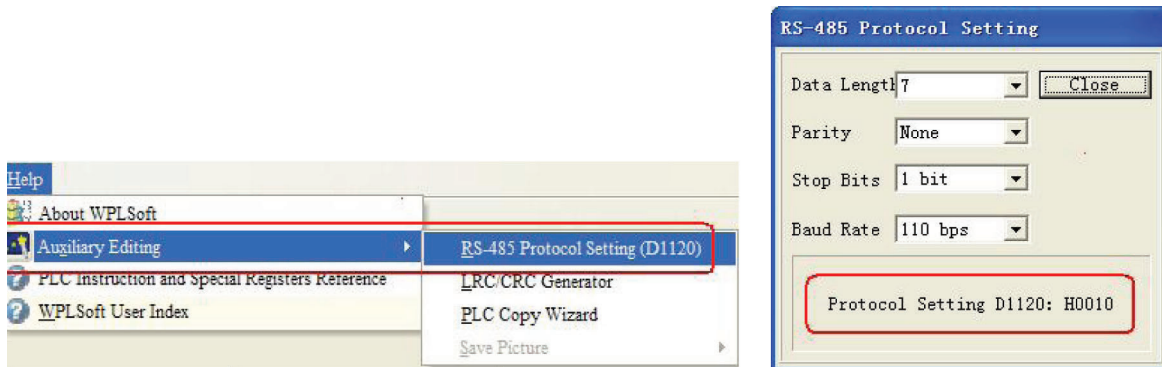 Help
About WPLSoft
Auxiliary Editing
RS-485 Protocol Setting (D1120)
PLC Instruction and Special Registers Reference
LRC/CRC Generator
WPLSoft User Index
PLC Copy Wizard
Save Picture
RS-485 Protocol Setting
Data Lengtl 7 Close
Parity None
Stop Bits 1 bit
Baud Rate 110 bps
Protocol Setting D1120: H0010